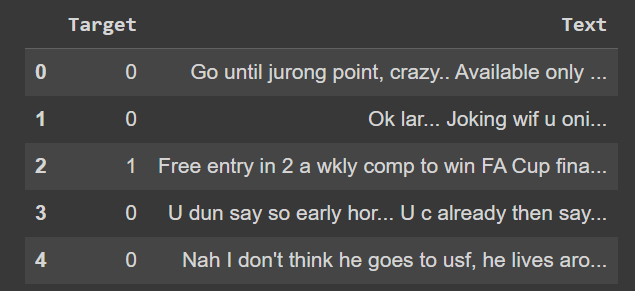 Target Text
0 0 Go until jurong point, crazy.. Available only ...
1 0 Ok lar... Joking wif u oni...
2 1 Free entry in 2 a wkly comp to win FA Cup fina...
3 0 U dun say so early hor... U c already then say...
4 0 Nah I don't think he goes to usf, he lives aro...